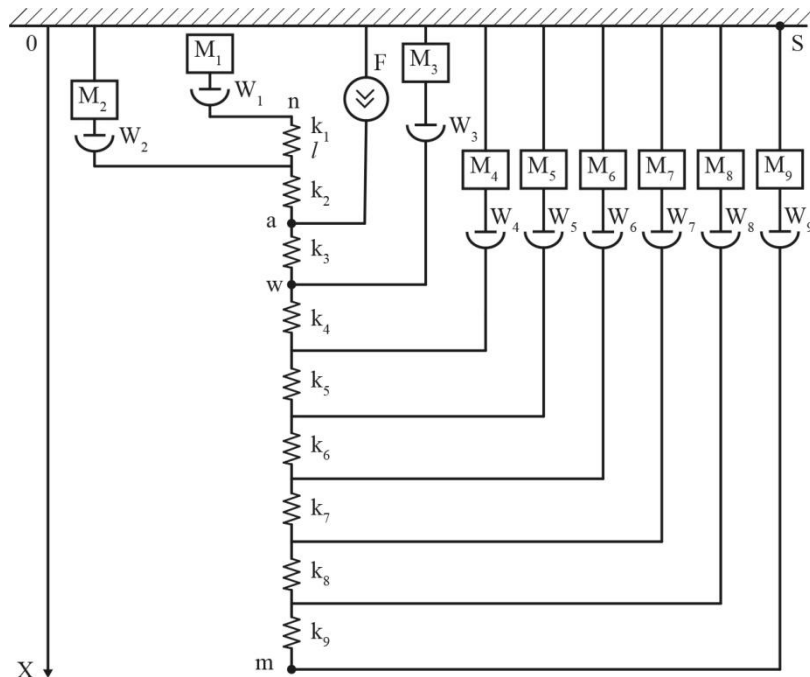 0
S
M₁
F
M₃
M₂
W₁
n
W₂
k₁
l
W₃
k₂
M₄
M₅
M₆
M₇
M₈
M₉
a
W₄
W₅
W₆
W₇
W₈
W₉
k₃
w
k₄
k₅
k₆
k₇
k₈
k₉
X
m